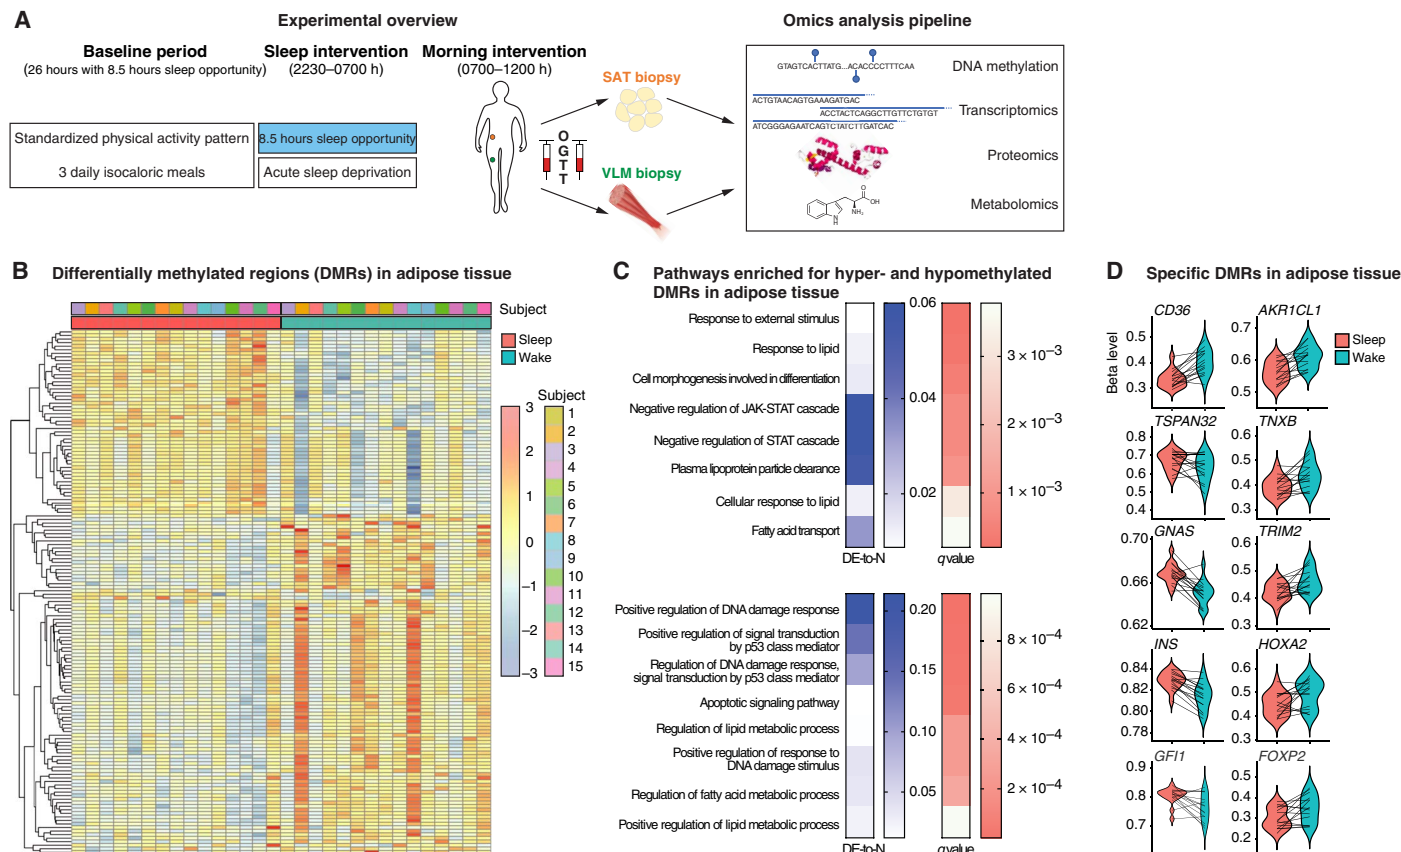 A
Experimental overview
Omics analysis pipeline
Baseline period
(26 hours with 8.5 hours sleep opportunity)
Sleep intervention
(2230–0700 h)
Morning intervention
(0700–1200 h)
Standardized physical activity pattern
3 daily isocaloric meals
8.5 hours sleep opportunity
Acute sleep deprivation
O
G
T
T
SAT biopsy
VLM biopsy
GTAGTCACTTATG...ACACCCCTTTCAA
DNA methylation
ACTGTAACAGTGAAAGATGAC
ACCTACTCAGGCTTGTTCTGTGT
ATCGGGAGAATCAGTCTATCTTGATCAC
Transcriptomics
Proteomics
Metabolomics
O
OH
NH₂
N
H
B
Differentially methylated regions (DMRs) in adipose tissue
Subject
Sleep
Wake
3
2
1
0
–1
–2
–3
Subject
1
2
3
4
5
6
7
8
9
10
11
12
13
14
15
C
Pathways enriched for hyper- and hypomethylated
DMRs in adipose tissue
Response to external stimulus
Response to lipid
Cell morphogenesis involved in differentiation
Negative regulation of JAK-STAT cascade
Negative regulation of STAT cascade
Plasma lipoprotein particle clearance
Cellular response to lipid
Fatty acid transport
0.06
0.04
0.02
3 × 10⁻³
2 × 10⁻³
1 × 10⁻³
DE-to-N
q value
Positive regulation of DNA damage response
Positive regulation of signal transduction
by p53 class mediator
Regulation of DNA damage response,
signal transduction by p53 class mediator
Apoptotic signaling pathway
Regulation of lipid metabolic process
Positive regulation of response to
DNA damage stimulus
Regulation of fatty acid metabolic process
Positive regulation of lipid metabolic process
0.20
0.15
0.10
0.05
8 × 10⁻⁴
6 × 10⁻⁴
4 × 10⁻⁴
2 × 10⁻⁴
DE-to-N
q value
D
Specific DMRs in adipose tissue
Beta level
CD36
0.5
0.4
0.3
AKR1CL1
0.7
0.6
0.5
Sleep
Wake
TSPAN32
0.8
0.7
0.6
0.5
0.4
TNXB
0.6
0.5
0.4
0.3
GNAS
0.70
0.66
0.62
TRIM2
0.6
0.5
0.4
0.3
INS
0.84
0.82
0.80
0.78
HOXA2
0.6
0.5
0.4
0.3
GFI1
0.9
0.8
0.7
FOXP2
0.5
0.4
0.3
0.2